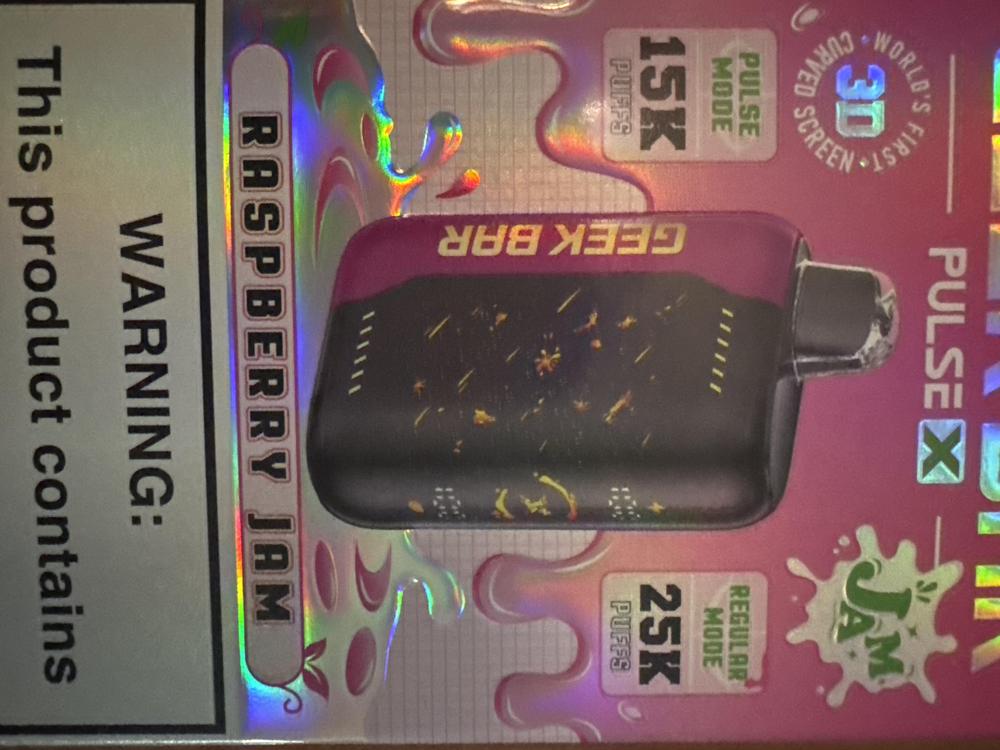 PULSE X
WORLD'S FIRST
3D
CURVED SCREEN
JAM
PULSE
MODE
15K
PUFFS
REGULAR
MODE
25K
PUFFS
GEEK BAR
RASPBERRY JAM
WARNING:
This product contains